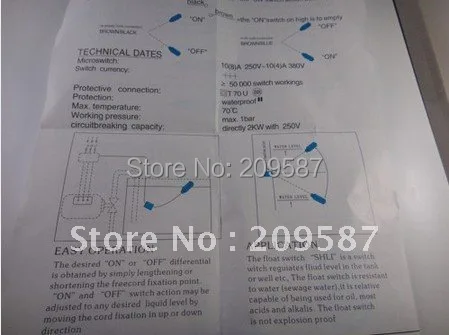 black,
brown,
the "ON" switch on high is to emply
"ON"
"OFF"
BROWN\BLACK
BROWN\BLUE
"OFF"
"ON"
TECHNICAL DATES
Microswitch:
10(8)A 250V~10(4)A 380V
Switch currency:
≥ 50 000 switch workings
Protective connection:
T 70 U
Protection:
waterproof
Max. temperature:
70℃
Working pressure:
max. 1bar
circuitbreaking capacity:
directly 2KW with 250V
Store No: 209587
WATER LEVEL
WATER LEVEL
Store No: 209587
EASY OPERATION
The desired "ON" or "OFF" differential
is obtained by simply lengthening or
shortening the freecord fixation point.
"ON" and "OFF" switch action may be
adjusted to any desired liquid level by
moving the cord fixation in up or down
direction
APPLICATION
The float switch "SHLI" is a switch
witch rguiates fiiud level in the tank
or well etc, The float switch is resistent
to water (sewage water),it is relative
capable of being used for oil, most
acids and alkalis. The float switch
is not explosion proof